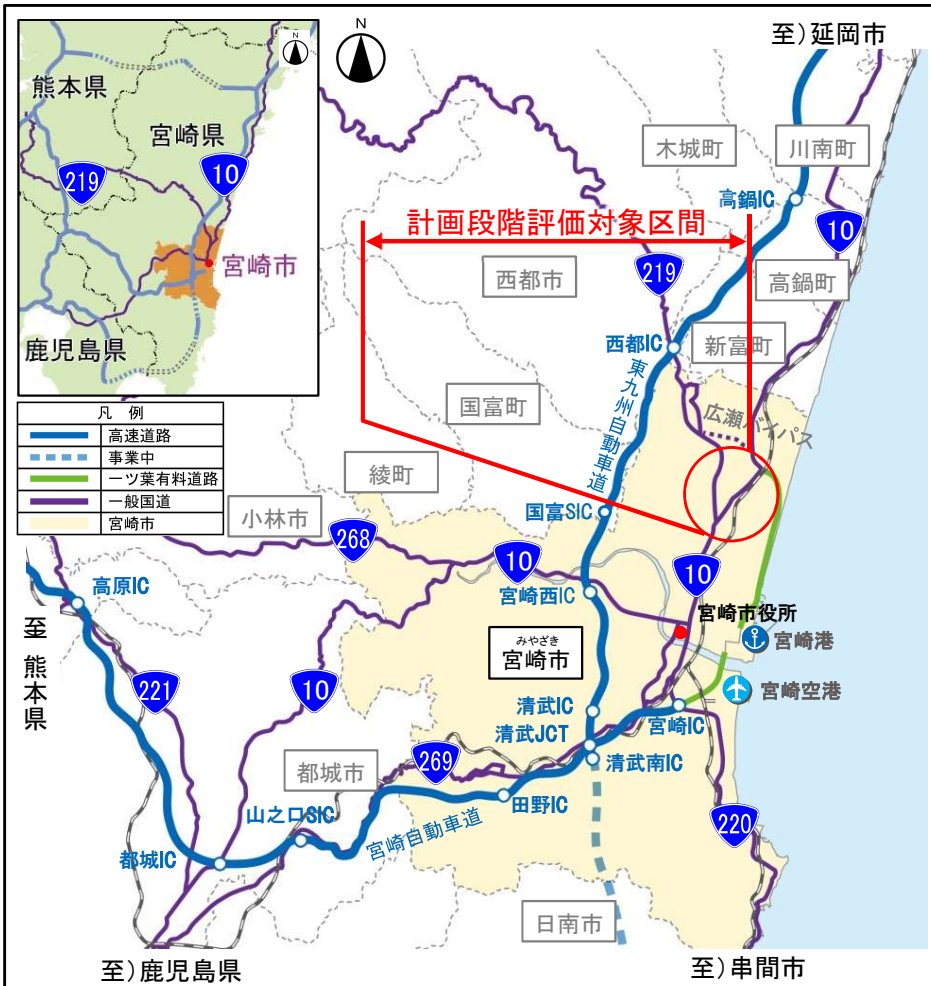 N
熊本県
宮崎県
219
10
宮崎市
鹿児島県
凡 例
高速道路
事業中
一ツ葉有料道路
一般国道
宮崎市
N
至)延岡市
木城町
川南町
高鍋IC
計画段階評価対象区間
10
西都市
219
高鍋町
西都IC
新富町
東九州自動車道
国富町
広瀬バイパス
綾町
国富SIC
小林市
268
10
10
高原IC
宮崎西IC
宮崎市役所
至)熊本県
みやざき
宮崎市
宮崎港
221
10
宮崎空港
清武IC
宮崎IC
清武JCT
清武南IC
都城市
269
田野IC
山之口SIC
宮崎自動車道
220
都城IC
日南市
至)鹿児島県
至)串間市